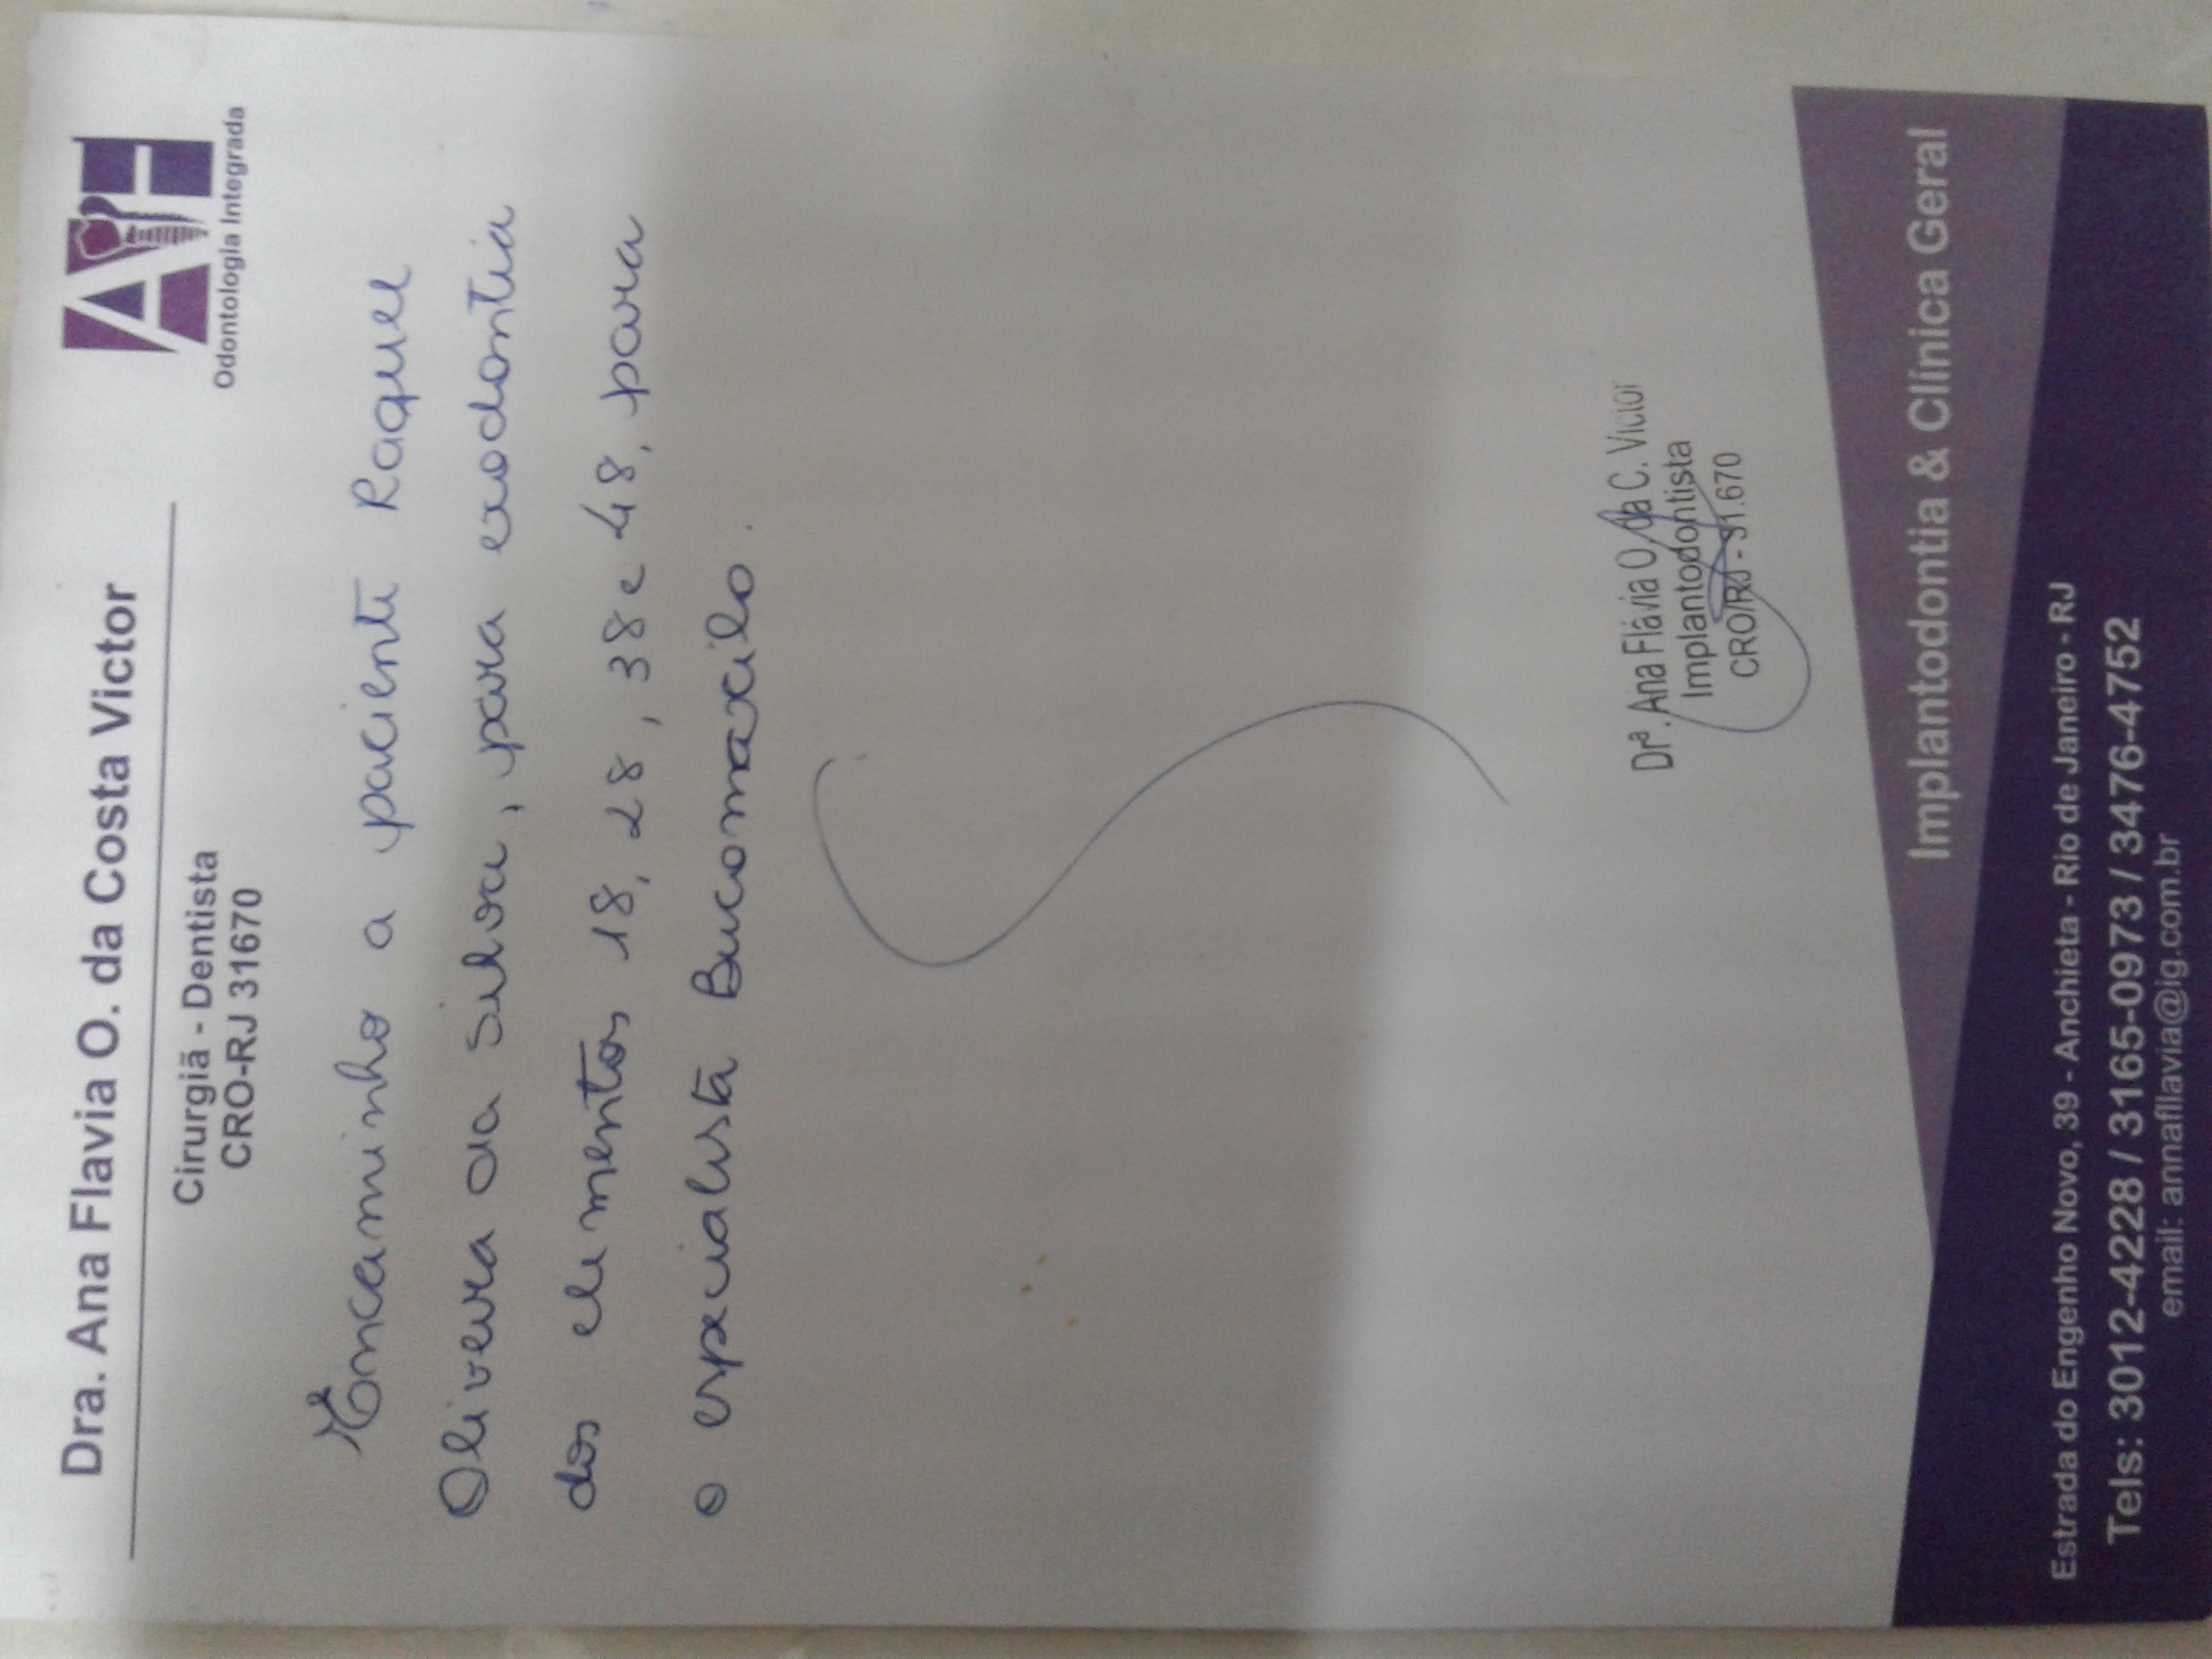 Dra. Ana Flavia O. da Costa Victor
Cirurgiã - Dentista
CRO-RJ 31670
AF
Odontologia Integrada
Encaminho a paciente Raquel
Oliveira da Silva, para exodontia
dos elementos 18, 28, 38 e 48, para
o especialista Bucomaxilo.
Drª. Ana Flávia O. da C. Victor
Implantodontista
CRO/RJ - 31.670
Implantodontia & Clínica Geral
Estrada do Engenho Novo, 39 - Anchieta - Rio de Janeiro - RJ
Tels: 3012-4228 / 3165-0973 / 3476-4752
email: annafllavia@ig.com.br